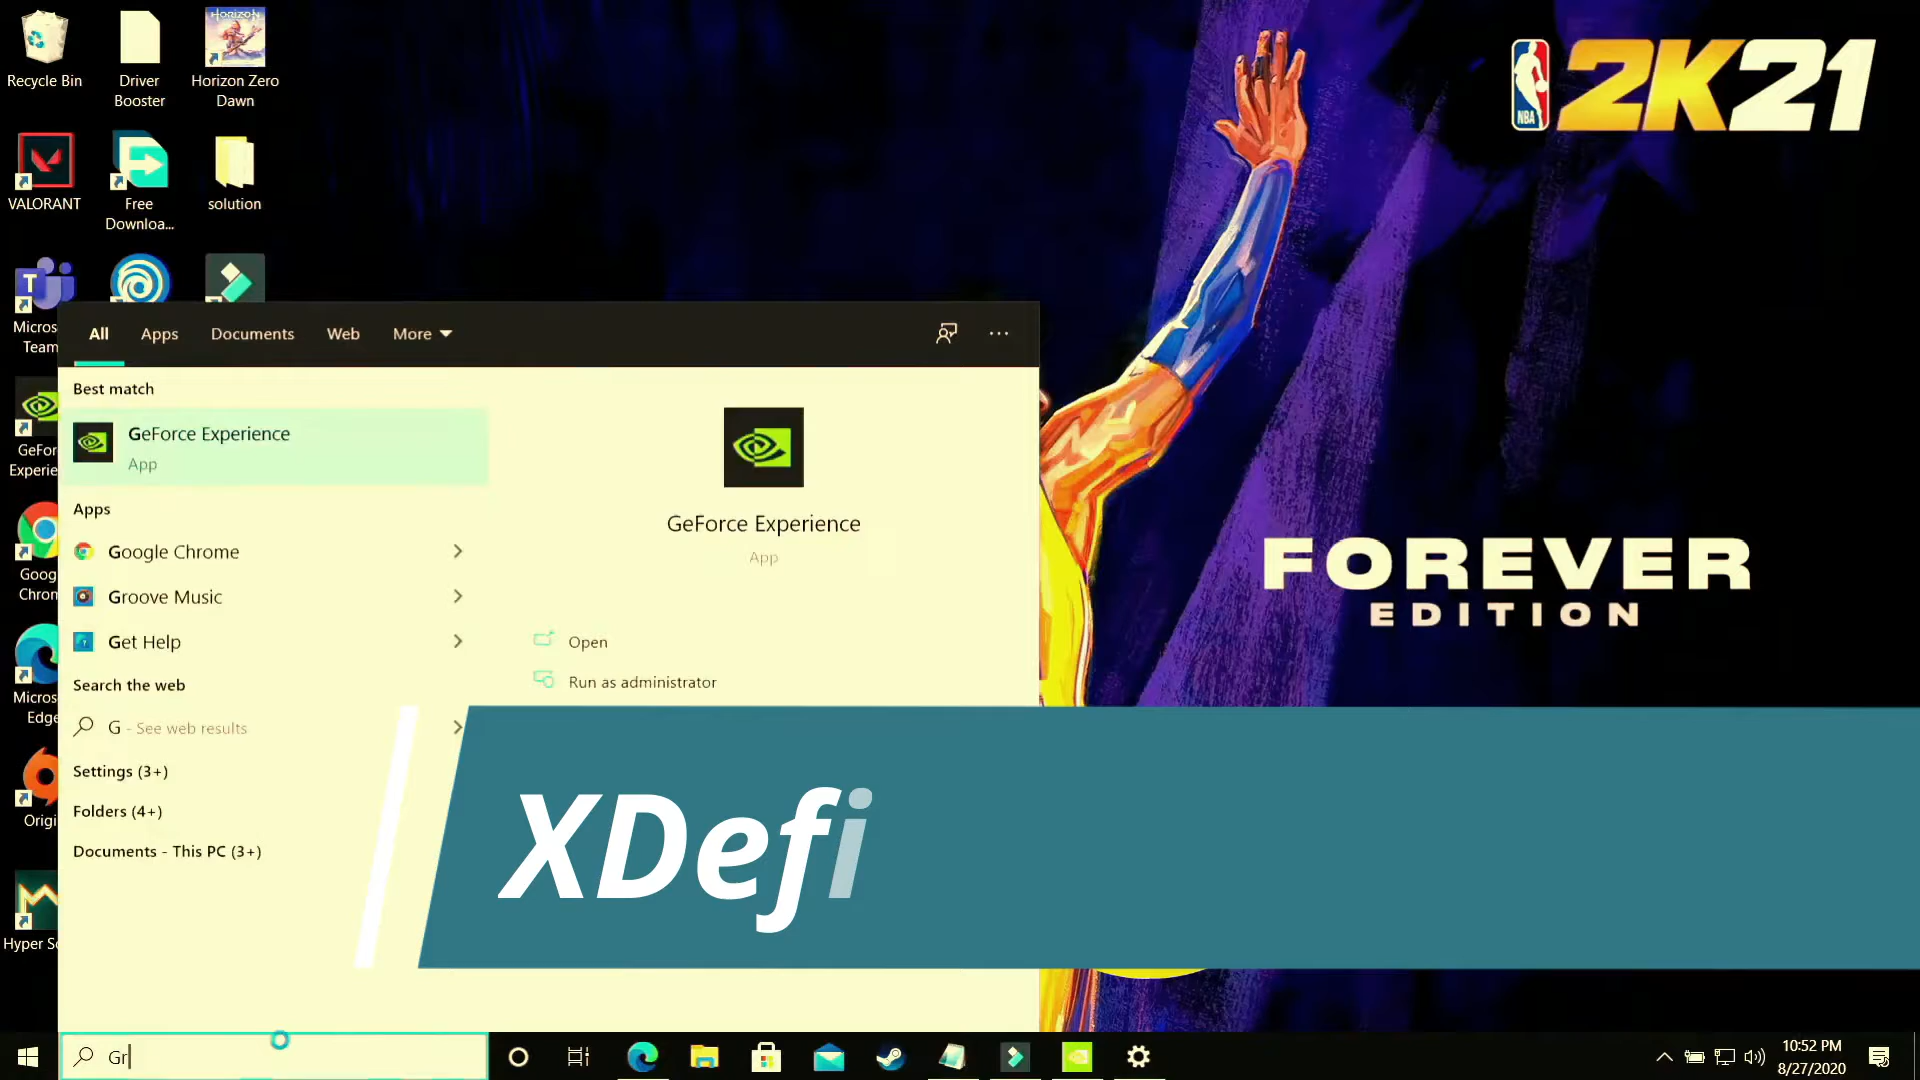 Recycle Bin
Driver
Booster
HORIZON
Horizon Zero
Dawn
VALORANT
Free
Downloa...
solution
T
Micros
Team
GeFor
Experie
Goog
Chrom
Micros
Edge
Origi
Hyper Sc
NBA
2K21
FOREVER
EDITION
All
Apps
Documents
Web
More
Best match
GeForce Experience
App
Apps
Google Chrome
Groove Music
Get Help
Search the web
G - See web results
Settings (3+)
Folders (4+)
Documents - This PC (3+)
GeForce Experience
App
Open
Run as administrator
XDefi
Gr
10:52 PM
8/27/2020